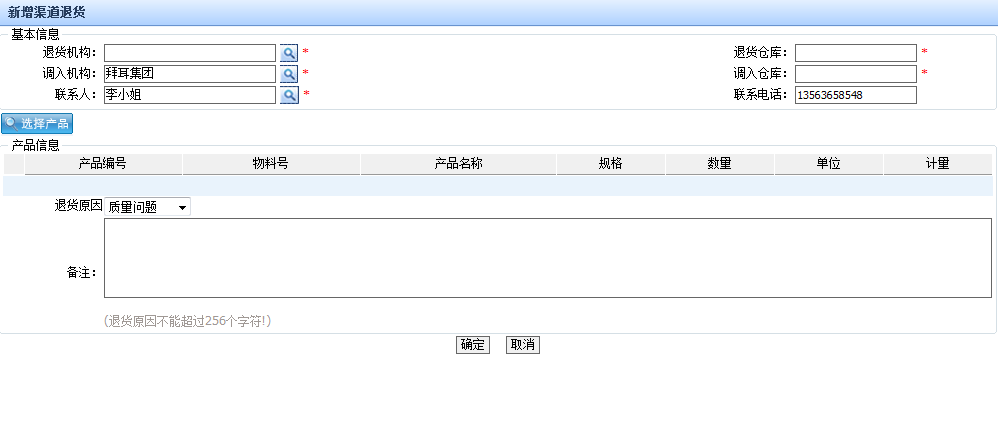 新增渠道退货
基本信息
退货机构： * 退货仓库： *
调入机构： 拜耳集团 * 调入仓库： *
联系人： 李小姐 * 联系电话： 13563658548
选择产品
产品信息
产品编号 物料号 产品名称 规格 数量 单位 计量
退货原因 质量问题
备注：
(退货原因不能超过256个字符!)
确定 取消